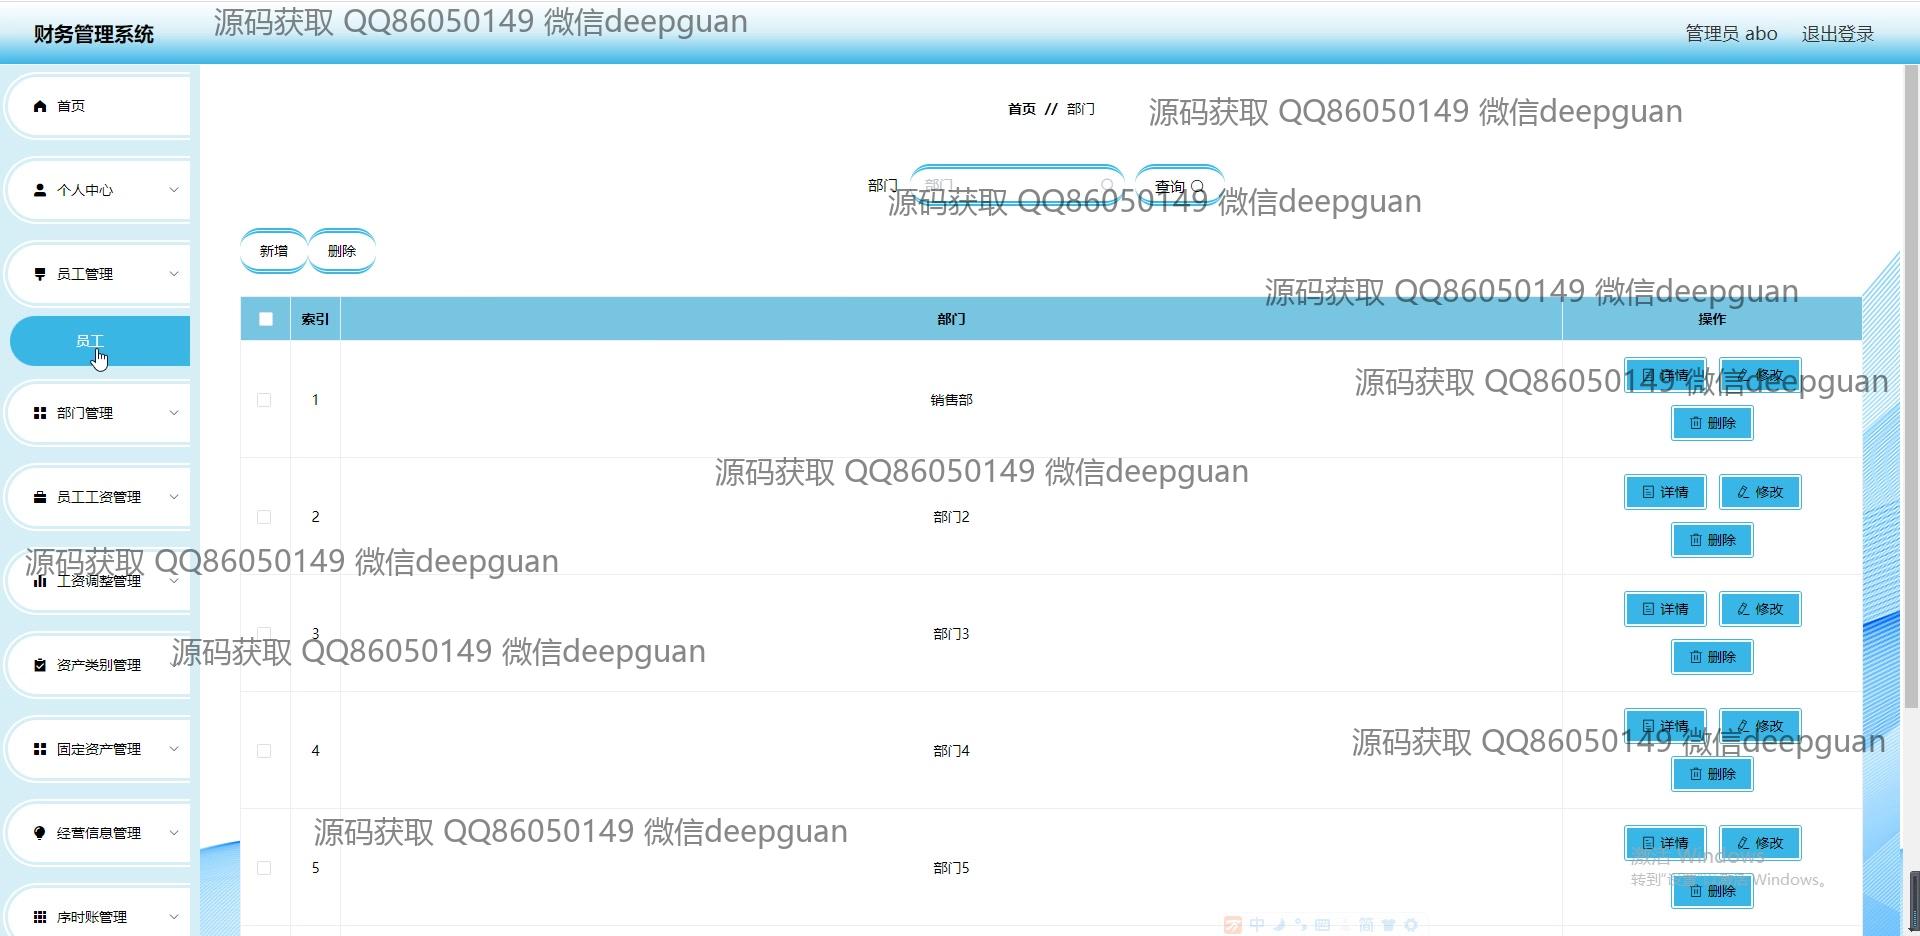 财务管理系统
源码获取 QQ86050149 微信deepguan
管理员 abo 退出登录
首页
个人中心
员工管理
员工
部门管理
员工工资管理
工资调整管理
资产类别管理
固定资产管理
经营信息管理
序时账管理
首页 // 部门
源码获取 QQ86050149 微信deepguan
部门 部门 查询
源码获取 QQ86050149 微信deepguan
新增 删除
源码获取 QQ86050149 微信deepguan
索引 部门 操作
1 销售部 详情 修改
删除
源码获取 QQ86050149 微信deepguan
源码获取 QQ86050149 微信deepguan
2 部门2 详情 修改
删除
源码获取 QQ86050149 微信deepguan
3 部门3 详情 修改
删除
源码获取 QQ86050149 微信deepguan
4 部门4 详情 修改
源码获取 QQ86050149 微信deepguan
删除
源码获取 QQ86050149 微信deepguan
5 部门5 详情 修改
激活 Windows
转到"设置"以激活 Windows。
删除
中 简